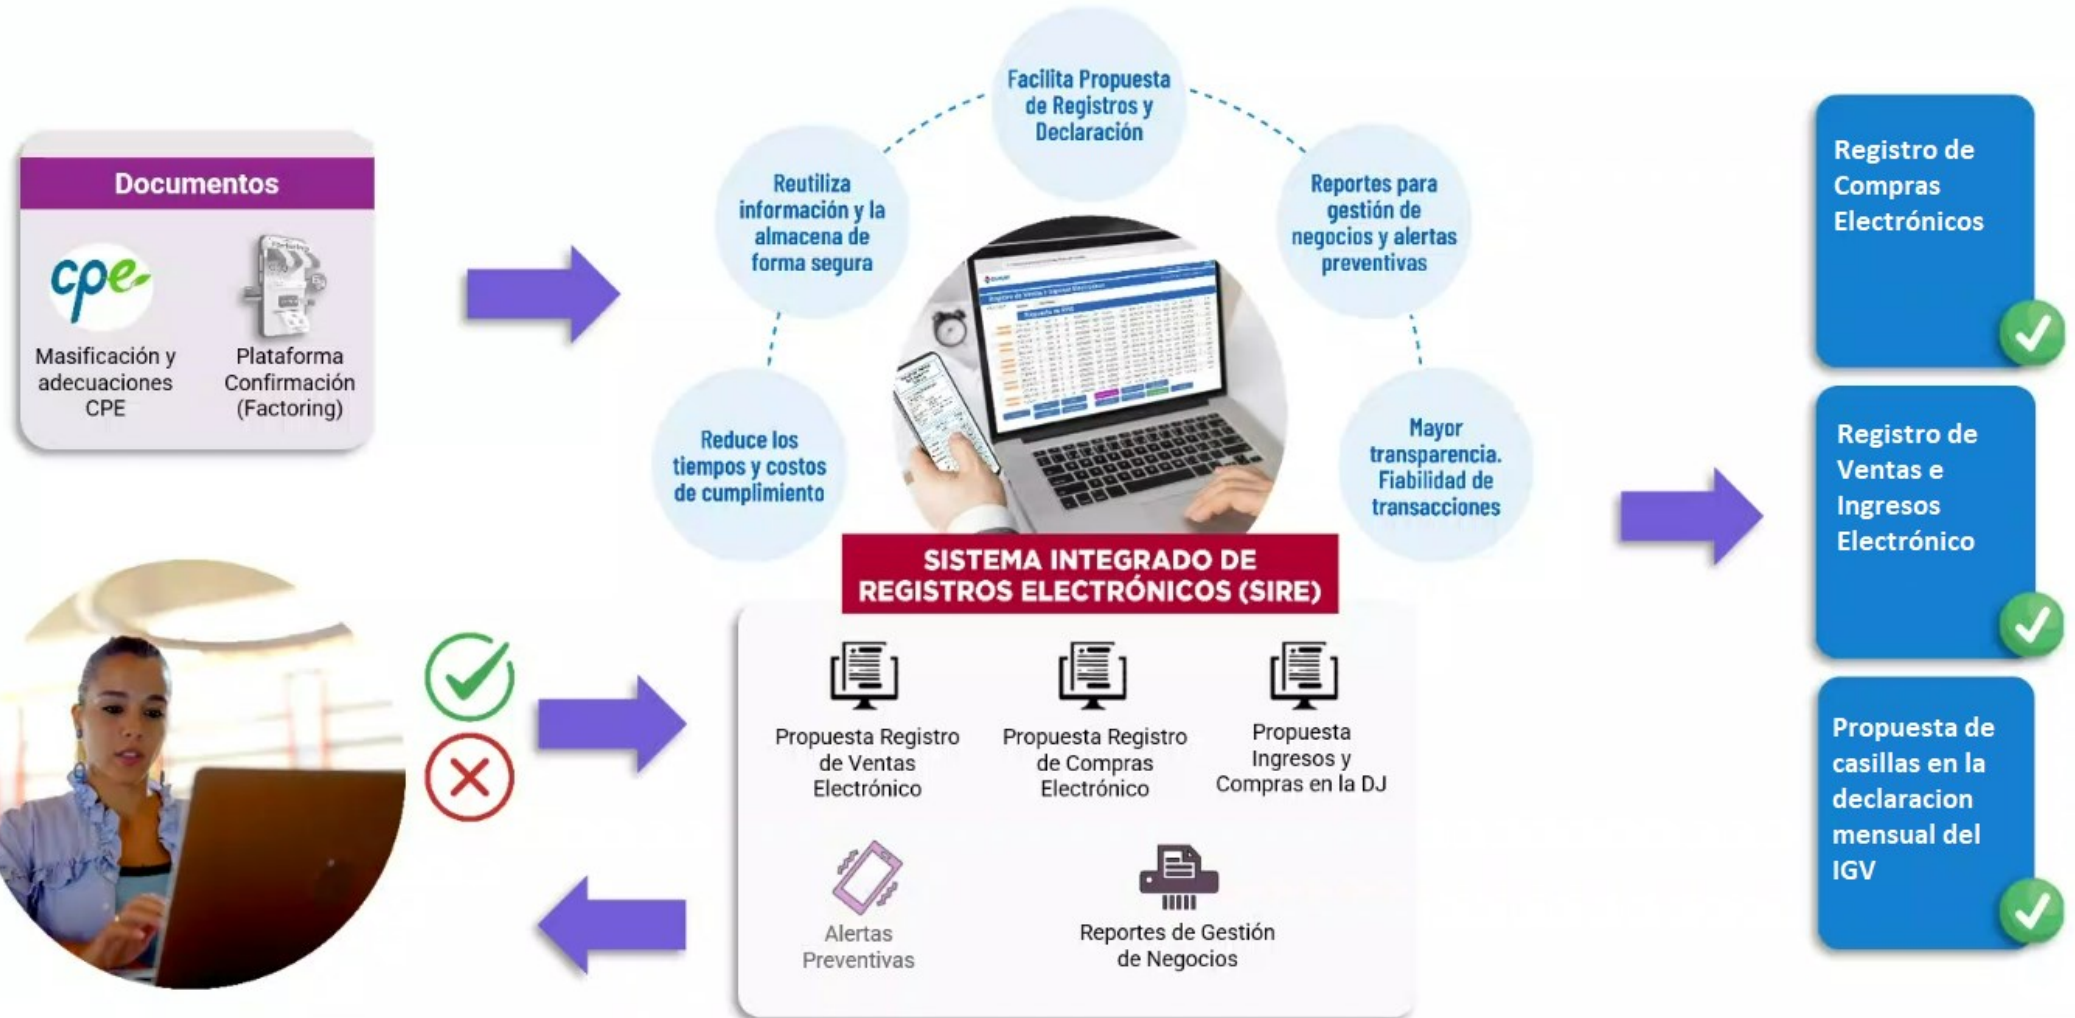 Documentos
cpe
Masificación y
adecuaciones
CPE
Plataforma
Confirmación
(Factoring)
Reduce los
tiempos y costos
de cumplimiento
Reutiliza
información y la
almacena de
forma segura
Facilita Propuesta
de Registros y
Declaración
Reportes para
gestión de
negocios y alertas
preventivas
Mayor
transparencia.
Fiabilidad de
transacciones
SISTEMA INTEGRADO DE
REGISTROS ELECTRÓNICOS (SIRE)
Propuesta Registro
de Ventas
Electrónico
Propuesta Registro
de Compras
Electrónico
Propuesta
Ingresos y
Compras en la DJ
Alertas
Preventivas
Reportes de Gestión
de Negocios
Registro de
Compras
Electrónicos
Registro de
Ventas e
Ingresos
Electrónico
Propuesta de
casillas en la
declaracion
mensual del
IGV